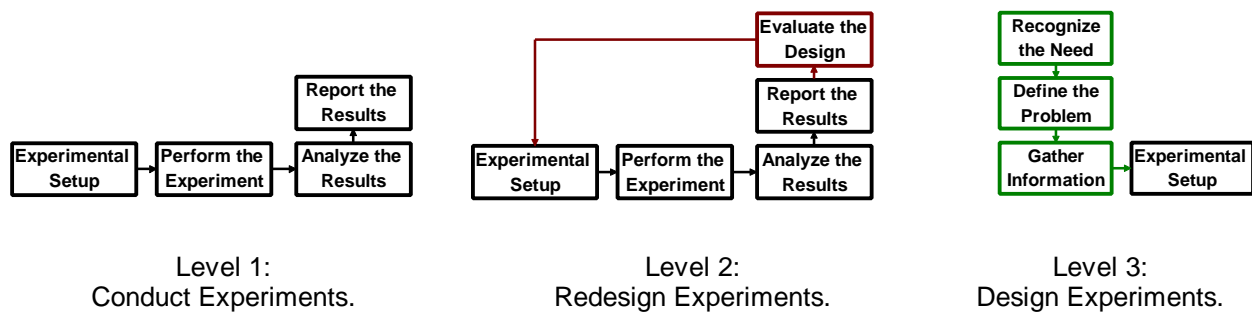 Experimental
Setup
Perform the
Experiment
Analyze the
Results
Report the
Results
Level 1:
Conduct Experiments.
Experimental
Setup
Perform the
Experiment
Analyze the
Results
Report the
Results
Evaluate the
Design
Level 2:
Redesign Experiments.
Recognize
the Need
Define the
Problem
Gather
Information
Experimental
Setup
Level 3:
Design Experiments.